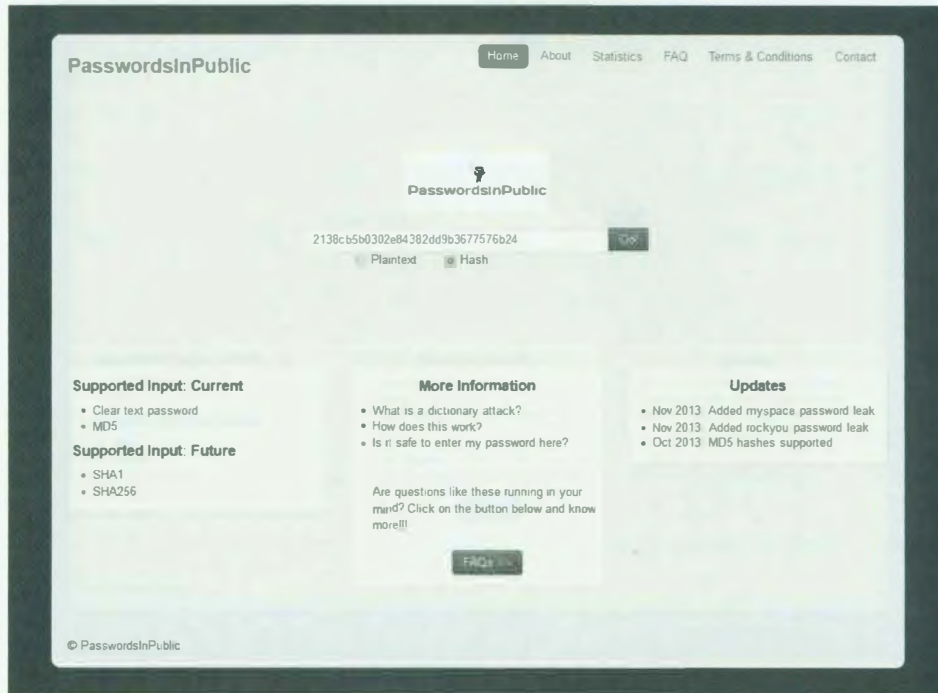 PasswordsInPublic
Home About Statistics FAQ Terms & Conditions Contact
PasswordsInPublic
2138cb5b0302e84382dd9b3677576b24
Go!
Plaintext Hash
Supported Input: Current
• Clear text password
• MD5
Supported Input: Future
• SHA1
• SHA256
More Information
• What is a dictionary attack?
• How does this work?
• Is it safe to enter my password here?
Are questions like these running in your
mind? Click on the button below and know
more!!!
FAQs >>
Updates
• Nov 2013 Added myspace password leak
• Nov 2013 Added rockyou password leak
• Oct 2013 MD5 hashes supported
© PasswordsInPublic